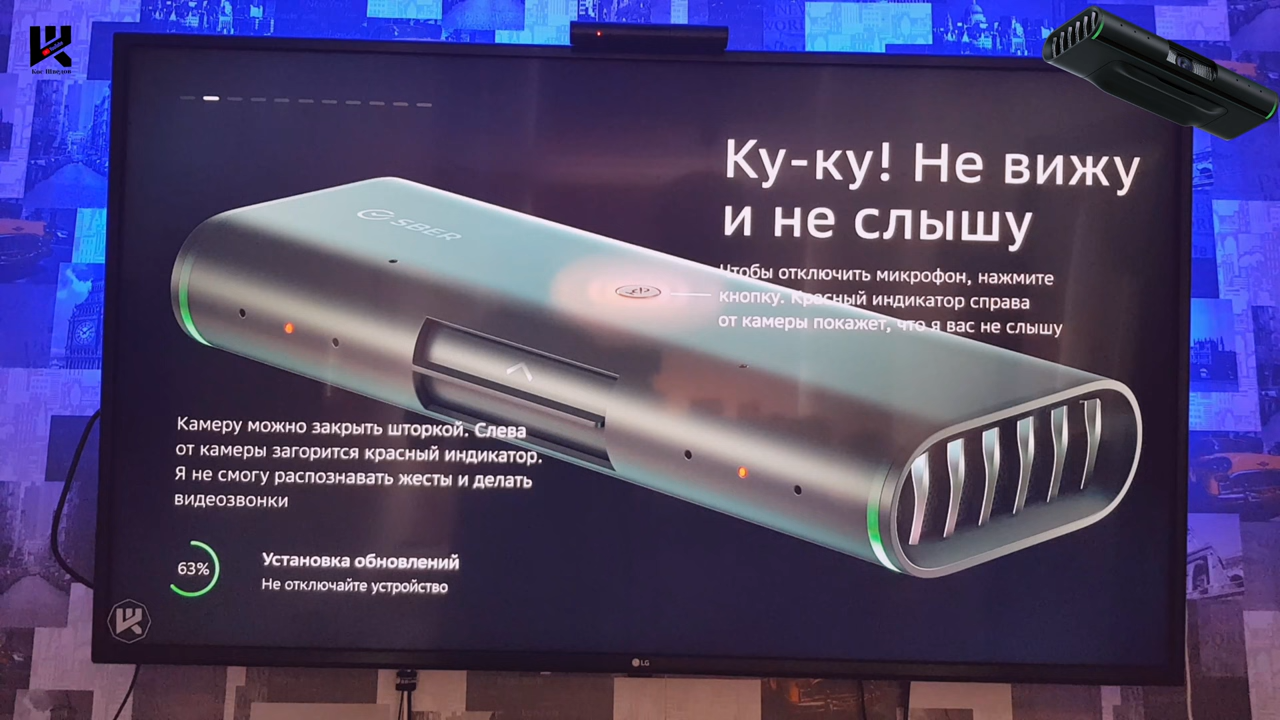 Ку-ку! Не вижу
и не слышу
Чтобы отключить микрофон, нажмите
кнопку. Красный индикатор справа
от камеры покажет, что я вас не слышу
SBER
Камеру можно закрыть шторкой. Слева
от камеры загорится красный индикатор.
Я не смогу распознавать жесты и делать
видеозвонки
63%
Установка обновлений
Не отключайте устройство
LG